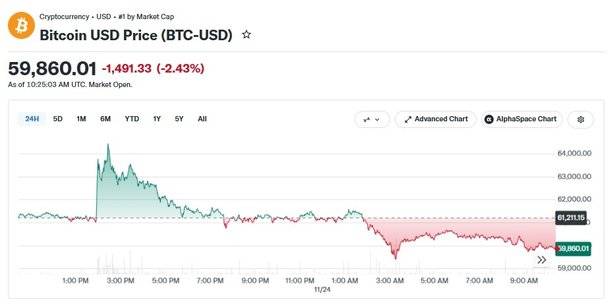 Cryptocurrency • USD • #1 by Market Cap
Bitcoin USD Price (BTC-USD)
59,860.01 -1,491.33 (-2.43%)
As of 10:25:03 AM UTC. Market Open.
24H 5D 1M 6M YTD 1Y 5Y All Advanced Chart AlphaSpace Chart
64,000.00
63,000.00
62,000.00
61,211.15
59,860.01
59,000.00
1:00 PM 3:00 PM 5:00 PM 7:00 PM 9:00 PM 11:00 PM 1:00 AM 3:00 AM 5:00 AM 7:00 AM 9:00 AM
11/24